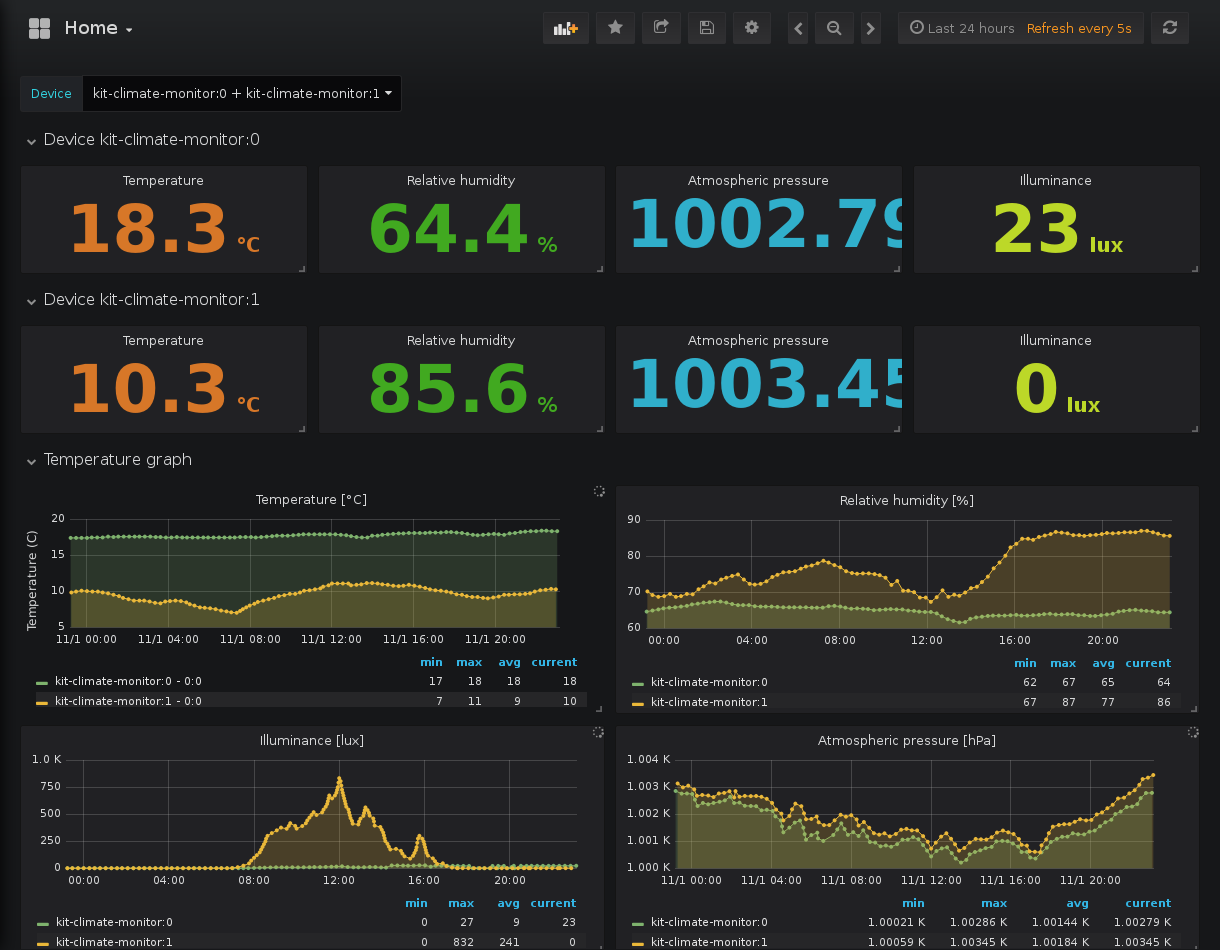 Home
Last 24 hours Refresh every 5s
Device kit-climate-monitor:0 + kit-climate-monitor:1
Device kit-climate-monitor:0
Temperature Relative humidity Atmospheric pressure Illuminance
18.3 °C 64.4 % 1002.79 23 lux
Device kit-climate-monitor:1
Temperature Relative humidity Atmospheric pressure Illuminance
10.3 °C 85.6 % 1003.45 0 lux
Temperature graph
Temperature [°C]
Temperature (C)
20
15
10
5
11/1 00:00 11/1 04:00 11/1 08:00 11/1 12:00 11/1 16:00 11/1 20:00
min max avg current
kit-climate-monitor:0 - 0:0 17 18 18 18
kit-climate-monitor:1 - 0:0 7 11 9 10
Relative humidity [%]
90
80
70
60
00:00 04:00 08:00 12:00 16:00 20:00
min max avg current
kit-climate-monitor:0 62 67 65 64
kit-climate-monitor:1 67 87 77 86
Illuminance [lux]
1.0 K
750
500
250
0
00:00 04:00 08:00 12:00 16:00 20:00
min max avg current
kit-climate-monitor:0 0 27 9 23
kit-climate-monitor:1 0 832 241 0
Atmospheric pressure [hPa]
1.004 K
1.003 K
1.002 K
1.001 K
1.000 K
11/1 00:00 11/1 04:00 11/1 08:00 11/1 12:00 11/1 16:00 11/1 20:00
min max avg current
kit-climate-monitor:0 1.00021 K 1.00286 K 1.00144 K 1.00279 K
kit-climate-monitor:1 1.00059 K 1.00345 K 1.00184 K 1.00345 K